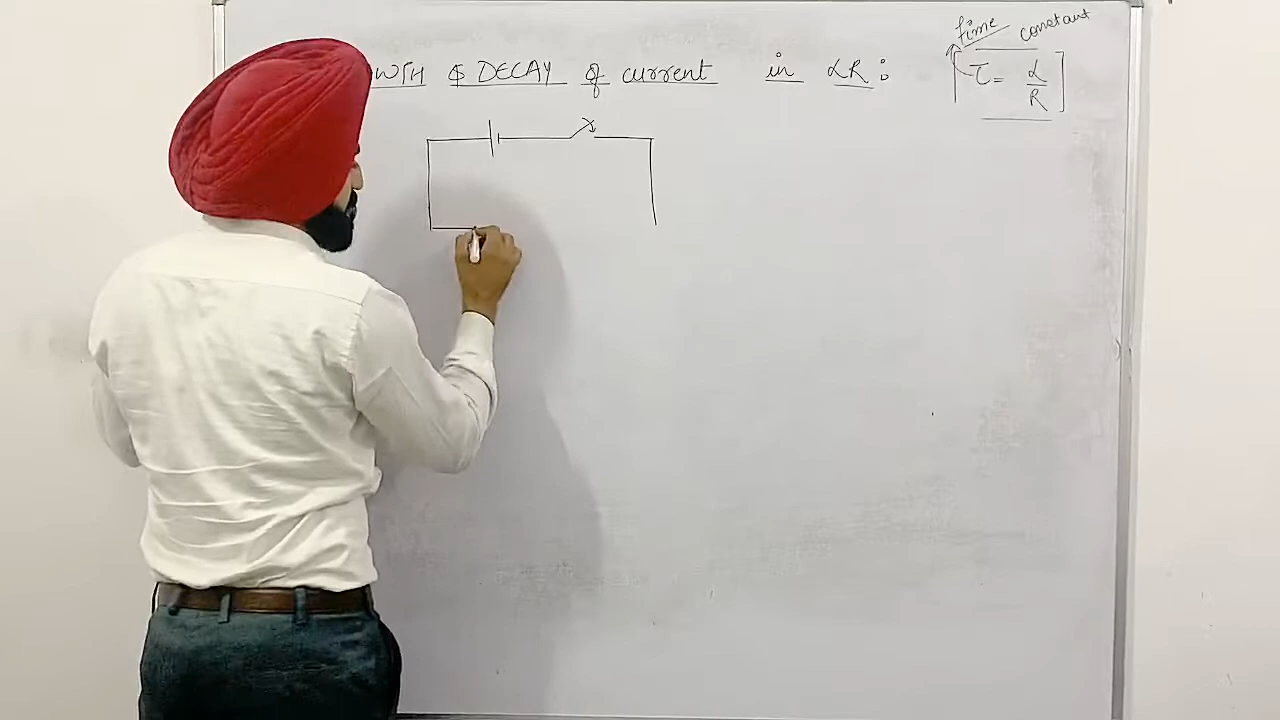 WTH & DECAY of current in LR:
time constant
τ = L
R